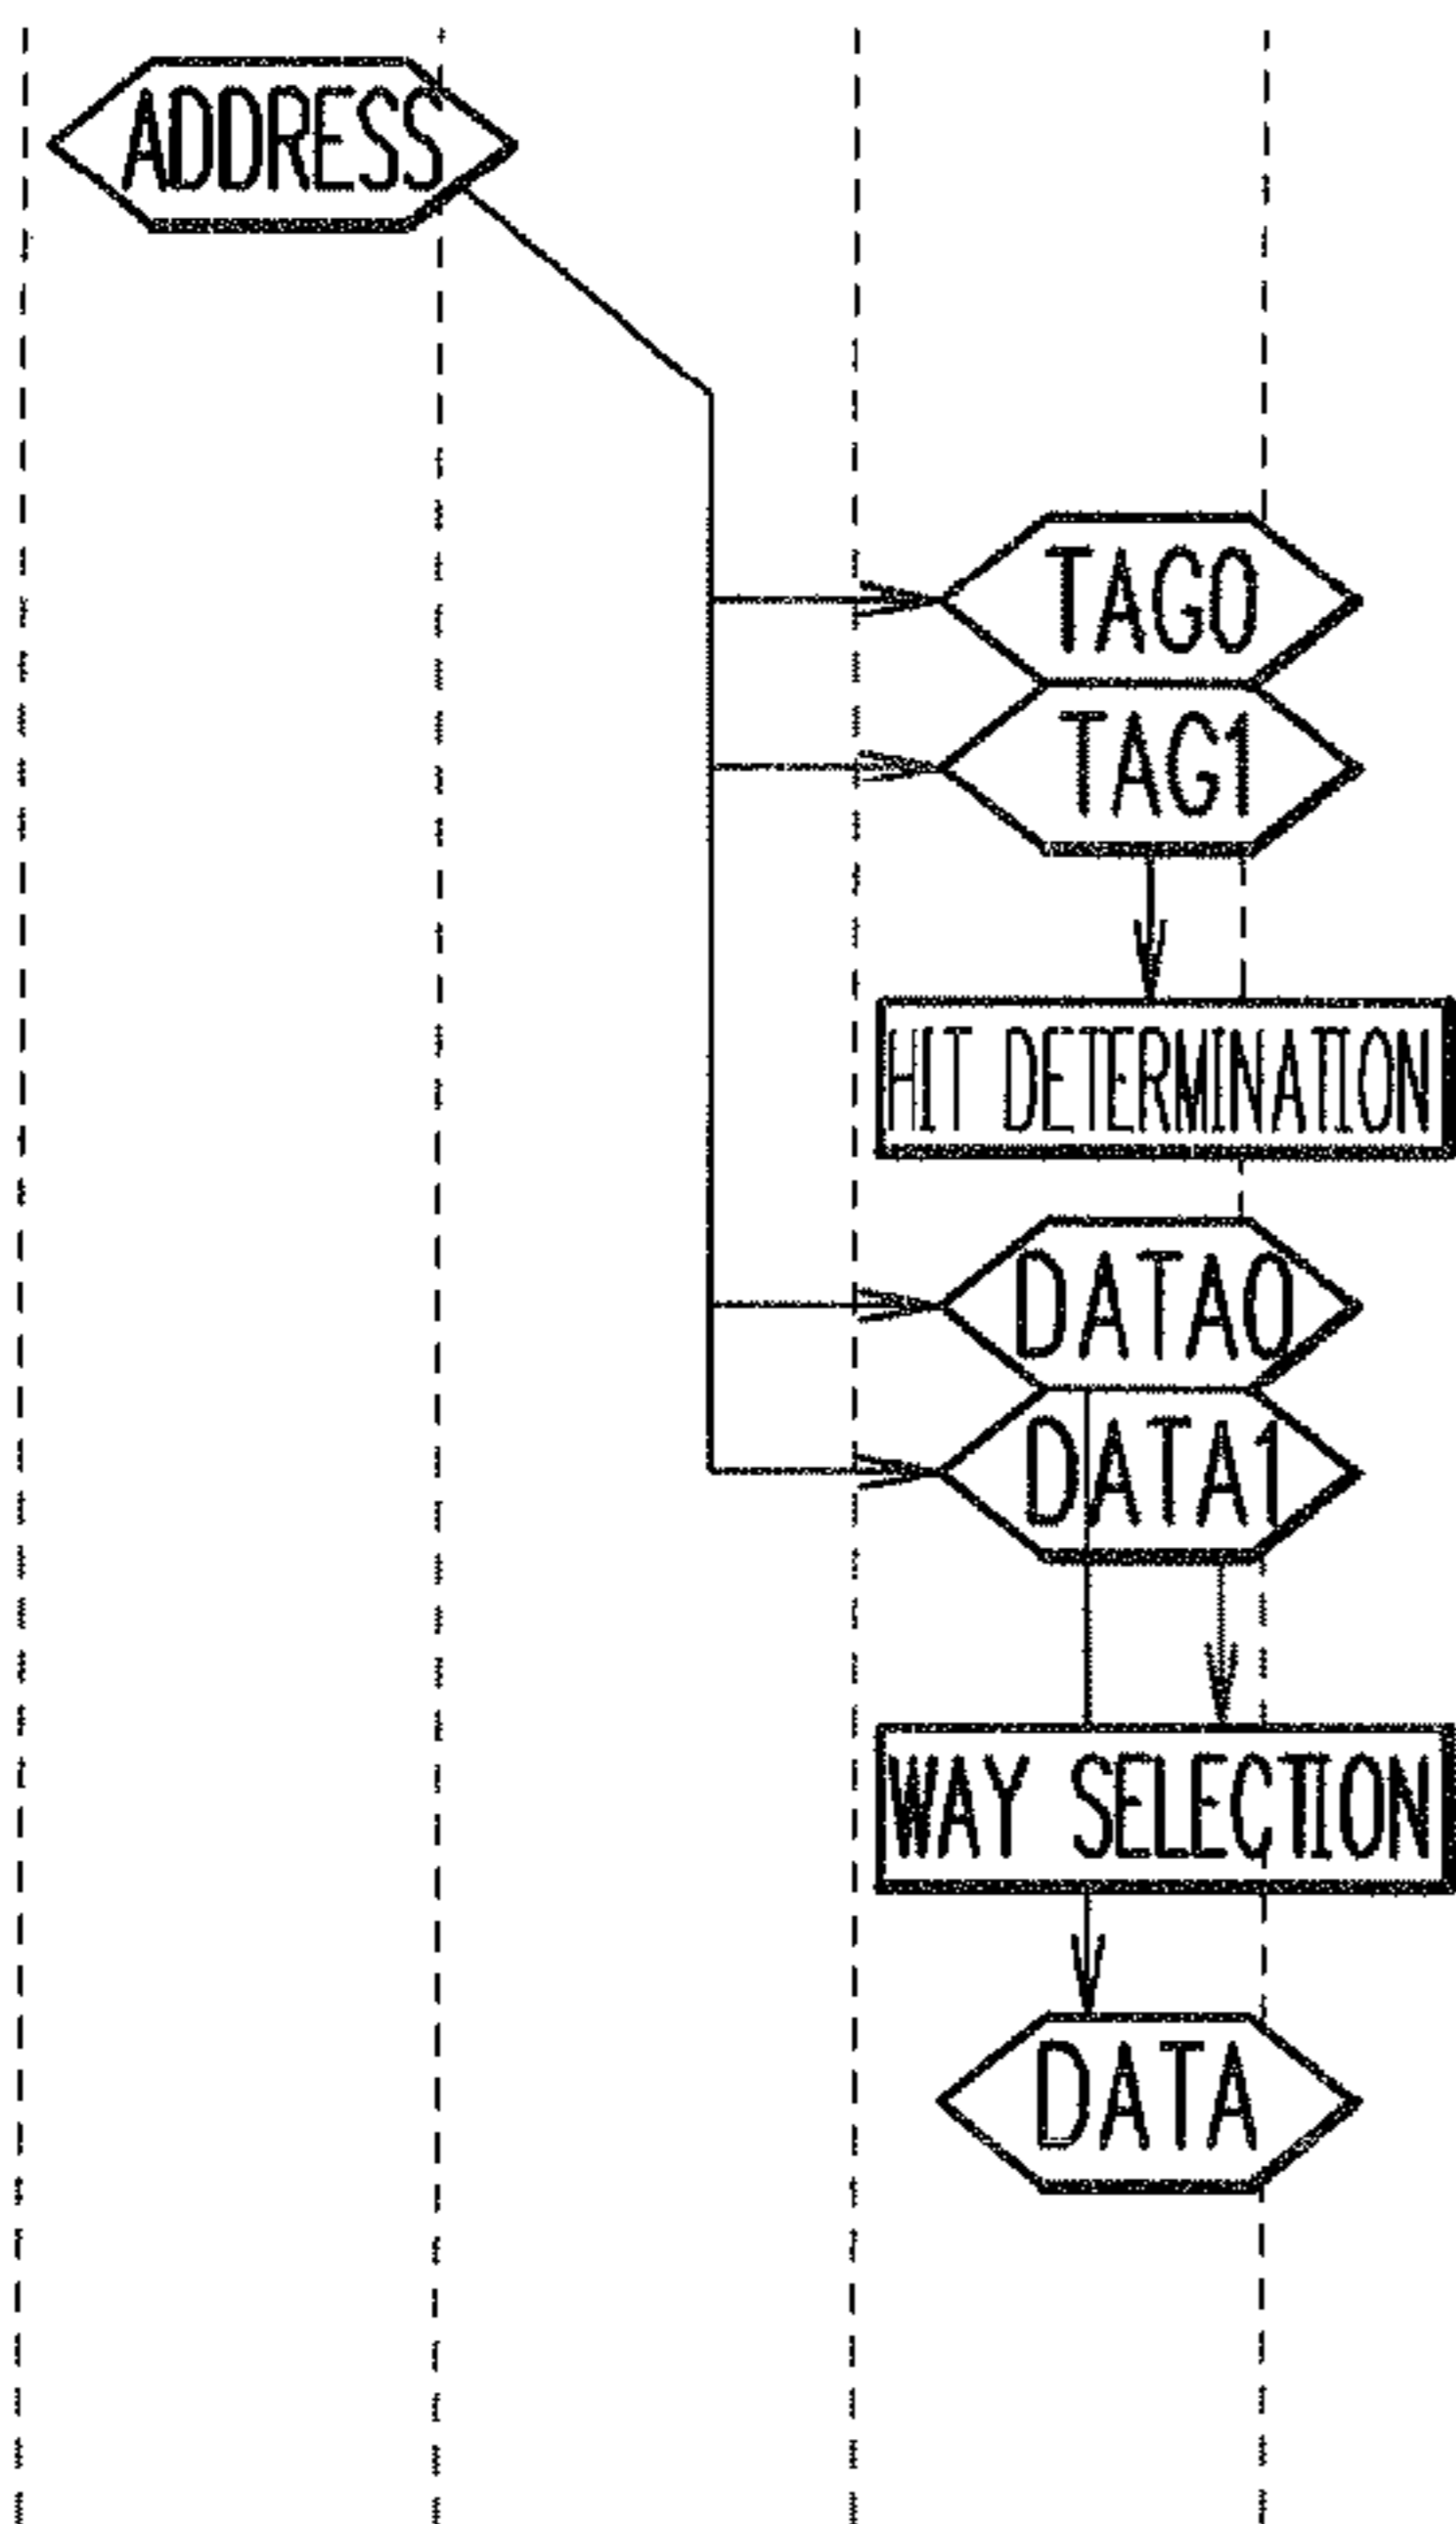 ADDRESS
TAG0
TAG1
HIT DETERMINATION
DATA0
DATA1
WAY SELECTION
DATA